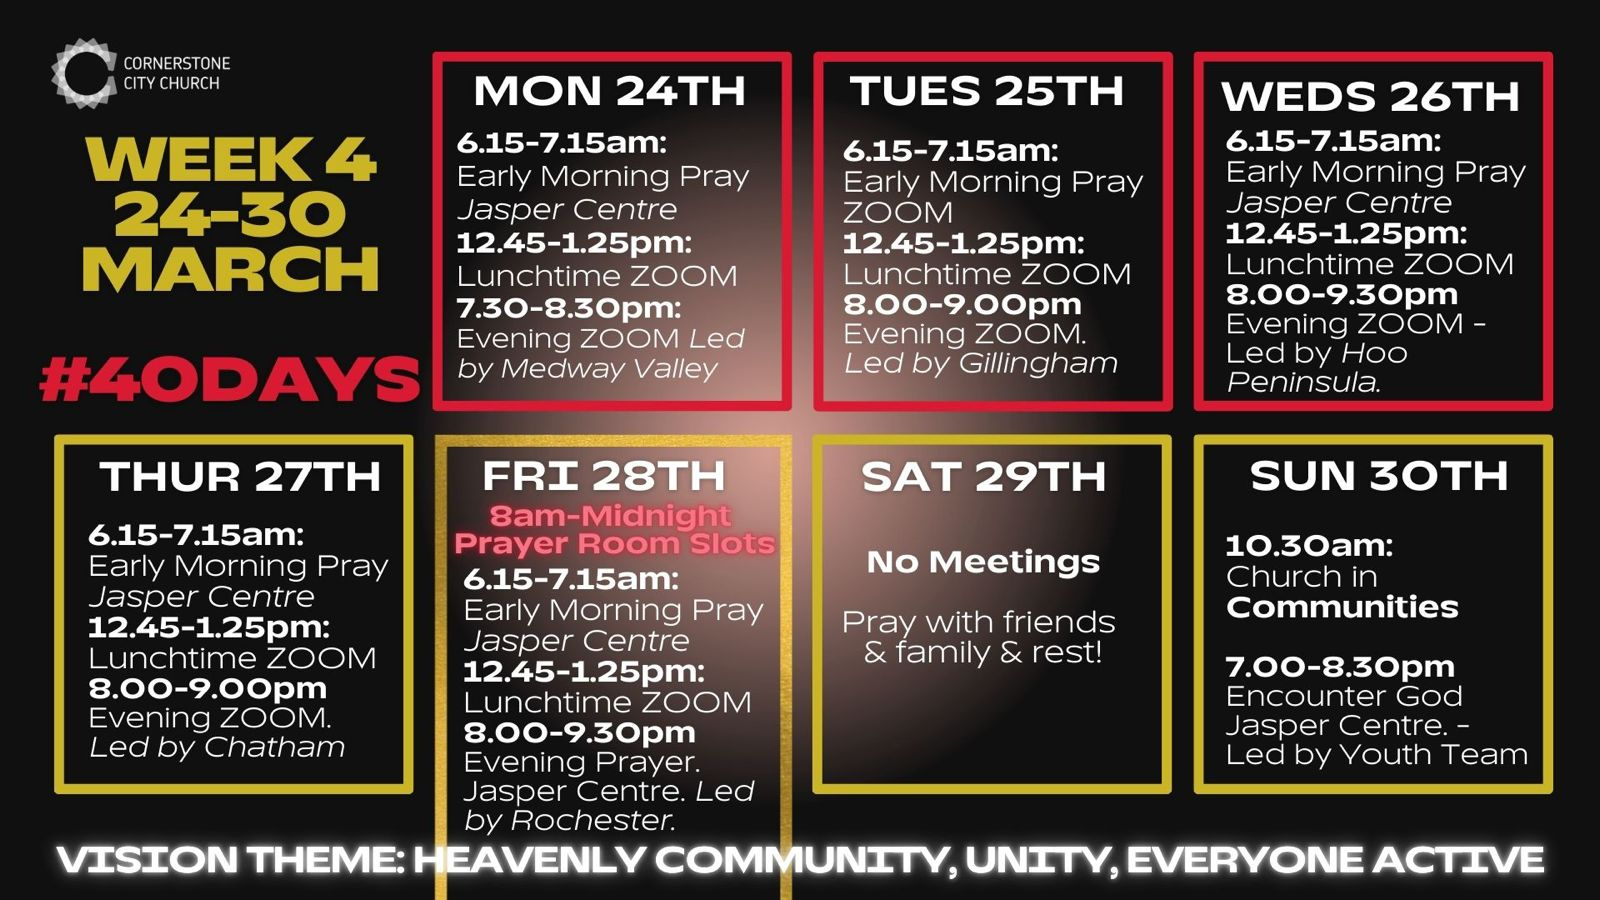 CORNERSTONE
CITY CHURCH
WEEK 4
24-30
MARCH
#40DAYS
MON 24TH
6.15-7.15am:
Early Morning Pray
Jasper Centre
12.45-1.25pm:
Lunchtime ZOOM
7.30-8.30pm:
Evening ZOOM Led
by Medway Valley
TUES 25TH
6.15-7.15am:
Early Morning Pray
ZOOM
12.45-1.25pm:
Lunchtime ZOOM
8.00-9.00pm
Evening ZOOM.
Led by Gillingham
WEDS 26TH
6.15-7.15am:
Early Morning Pray
Jasper Centre
12.45-1.25pm:
Lunchtime ZOOM
8.00-9.30pm
Evening ZOOM -
Led by Hoo
Peninsula.
THUR 27TH
6.15-7.15am:
Early Morning Pray
Jasper Centre
12.45-1.25pm:
Lunchtime ZOOM
8.00-9.00pm
Evening ZOOM.
Led by Chatham
FRI 28TH
8am-Midnight
Prayer Room Slots
6.15-7.15am:
Early Morning Pray
Jasper Centre
12.45-1.25pm:
Lunchtime ZOOM
8.00-9.30pm
Evening Prayer.
Jasper Centre. Led
by Rochester.
SAT 29TH
No Meetings
Pray with friends
& family & rest!
SUN 30TH
10.30am:
Church in
Communities
7.00-8.30pm
Encounter God
Jasper Centre. -
Led by Youth Team
VISION THEME: HEAVENLY COMMUNITY, UNITY, EVERYONE ACTIVE